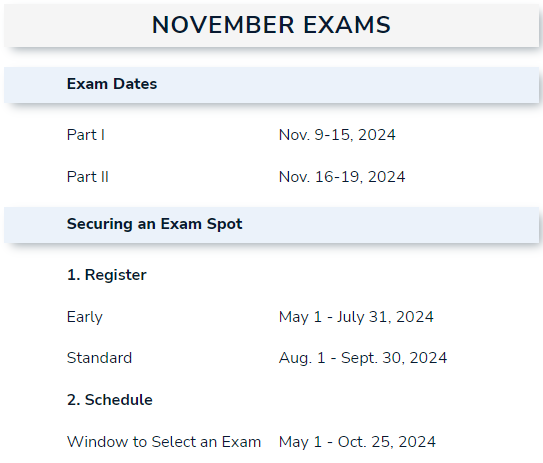 NOVEMBER EXAMS
Exam Dates
Part I Nov. 9-15, 2024
Part II Nov. 16-19, 2024
Securing an Exam Spot
1. Register
Early May 1 - July 31, 2024
Standard Aug. 1 - Sept. 30, 2024
2. Schedule
Window to Select an Exam May 1 - Oct. 25, 2024